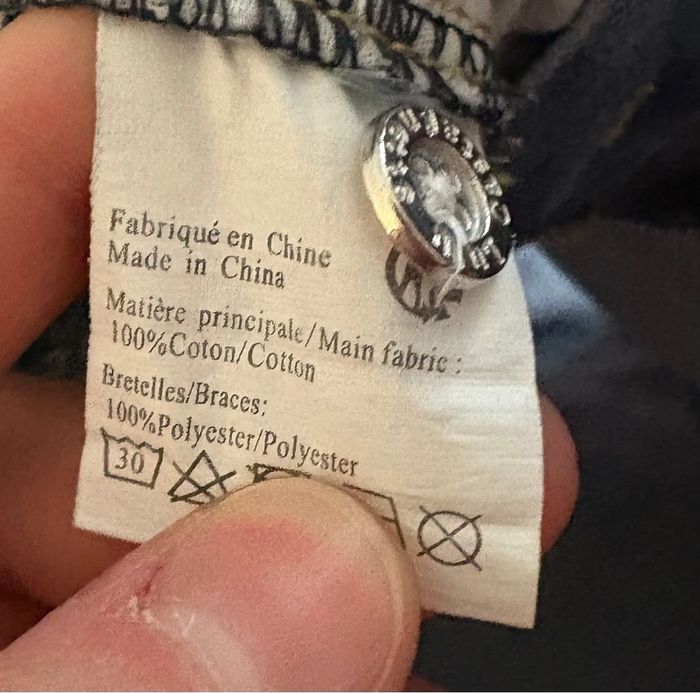 Fabriqué en Chine
Made in China
Matière principale/Main fabric :
100%Coton/Cotton
Bretelles/Braces:
100%Polyester/Polyester
30